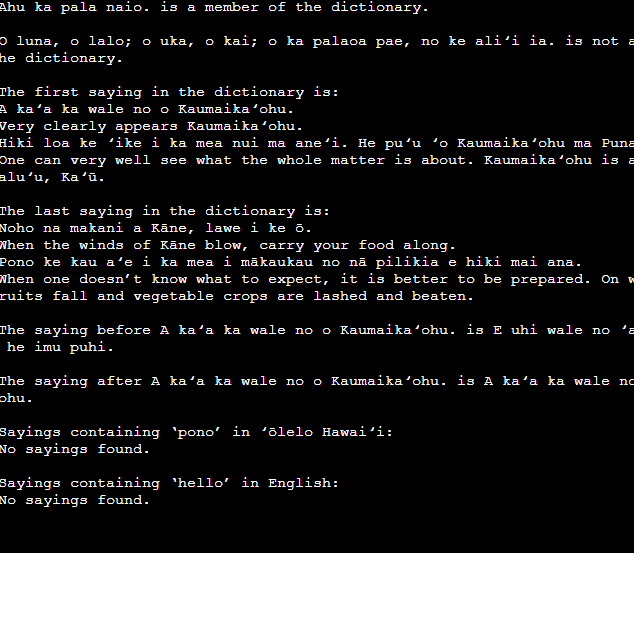 Ahu ka pala naio. is a member of the dictionary.
O luna, o lalo; o uka, o kai; o ka palaoa pae, no ke aliʻi ia. is not a
he dictionary.
The first saying in the dictionary is:
A kaʻa ka wale no o Kaumaikaʻohu.
Very clearly appears Kaumaikaʻohu.
Hiki loa ke ʻike i ka mea nui ma aneʻi. He puʻu ʻo Kaumaikaʻohu ma Puna
One can very well see what the whole matter is about. Kaumaikaʻohu is a
aluʻu, Kaʻū.
The last saying in the dictionary is:
Noho na makani a Kāne, lawe i ke ō.
When the winds of Kāne blow, carry your food along.
Pono ke kau aʻe i ka mea i mākaukau no nā pilikia e hiki mai ana.
When one doesn’t know what to expect, it is better to be prepared. On w
ruits fall and vegetable crops are lashed and beaten.
The saying before A kaʻa ka wale no o Kaumaikaʻohu. is E uhi wale no ʻa
he imu puhi.
The saying after A kaʻa ka wale no o Kaumaikaʻohu. is A kaʻa ka wale no
ohu.
Sayings containing ‘pono’ in ʻōlelo Hawaiʻi:
No sayings found.
Sayings containing ‘hello’ in English:
No sayings found.